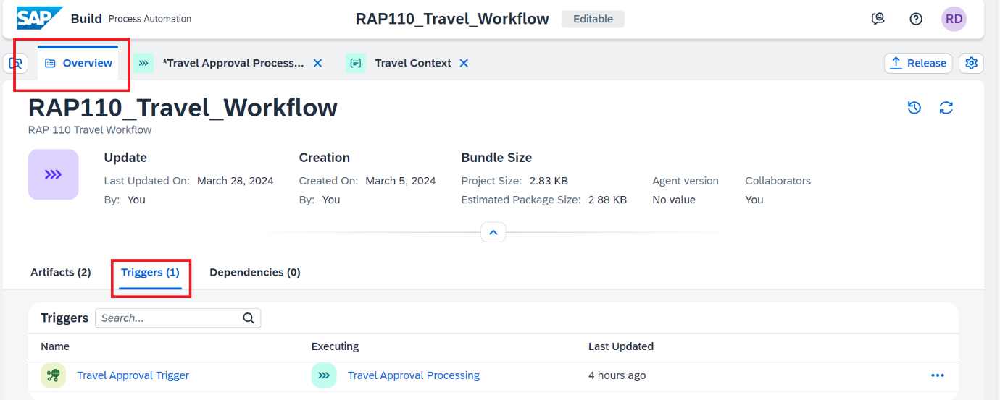 SAP Build Process Automation RAP110_Travel_Workflow Editable RD
Overview *Travel Approval Process... Travel Context Release
RAP110_Travel_Workflow
RAP 110 Travel Workflow
Update Creation Bundle Size
Last Updated On: March 28, 2024 Created On: March 5, 2024 Project Size: 2.83 KB Agent version Collaborators
By: You By: You Estimated Package Size: 2.88 KB No value You
Artifacts (2) Triggers (1) Dependencies (0)
Triggers Search...
Name Executing Last Updated
Travel Approval Trigger Travel Approval Processing 4 hours ago